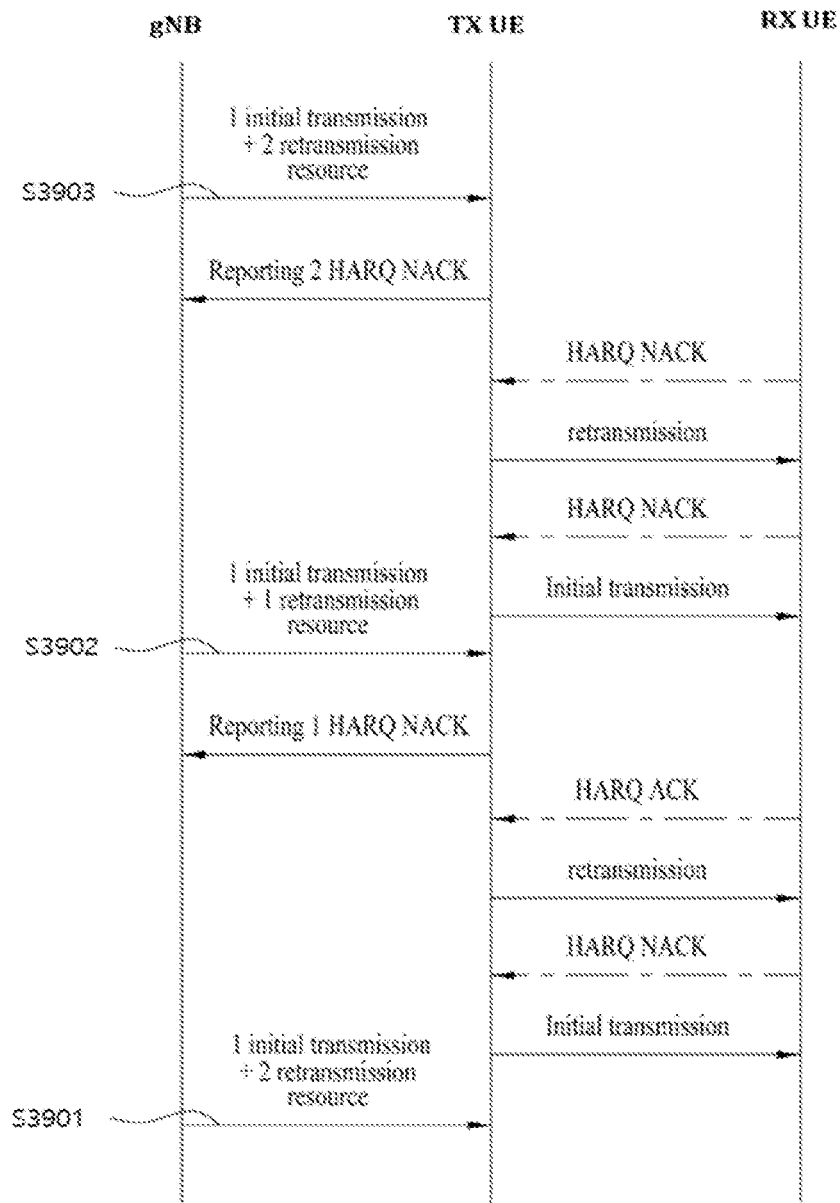 gNB
TX UE
RX UE
1 initial transmission
+ 2 retransmission
resource
S3903
Reporting 2 HARQ NACK
HARQ NACK
retransmission
HARQ NACK
1 initial transmission
+ 1 retransmission
resource
Initial transmission
S3902
Reporting 1 HARQ NACK
HARQ ACK
retransmission
HARQ NACK
Initial transmission
1 initial transmission
+ 2 retransmission
resource
S3901